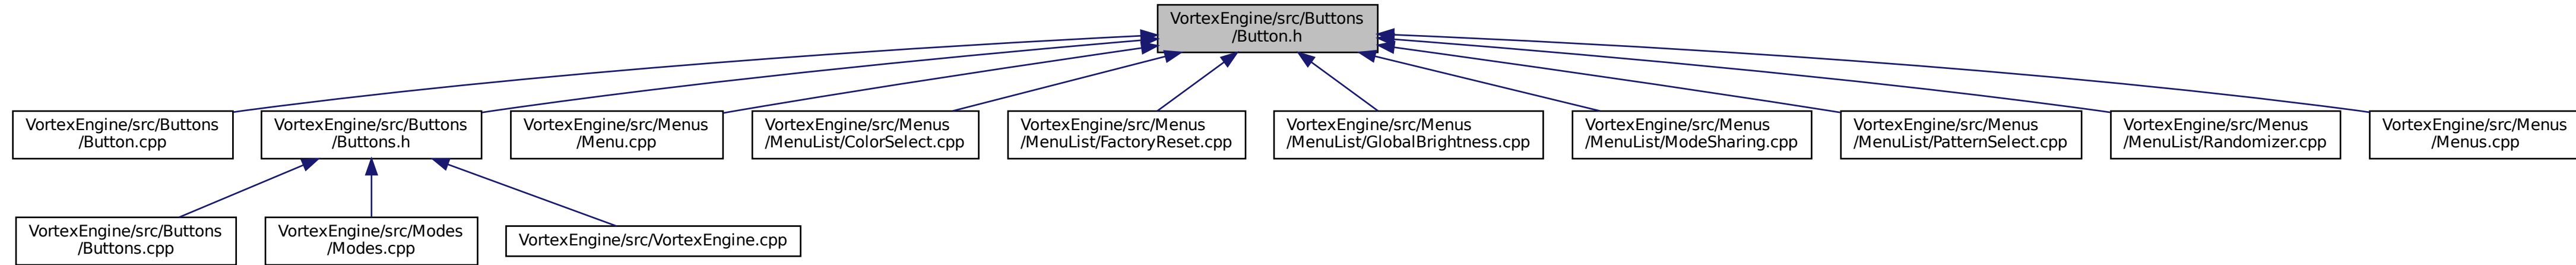 VortexEngine/src/Buttons
/Button.h
VortexEngine/src/Buttons
/Button.cpp
VortexEngine/src/Buttons
/Buttons.h
VortexEngine/src/Menus
/Menu.cpp
VortexEngine/src/Menus
/MenuList/ColorSelect.cpp
VortexEngine/src/Menus
/MenuList/FactoryReset.cpp
VortexEngine/src/Menus
/MenuList/GlobalBrightness.cpp
VortexEngine/src/Menus
/MenuList/ModeSharing.cpp
VortexEngine/src/Menus
/MenuList/PatternSelect.cpp
VortexEngine/src/Menus
/MenuList/Randomizer.cpp
VortexEngine/src/Menus
/Menus.cpp
VortexEngine/src/Buttons
/Buttons.cpp
VortexEngine/src/Modes
/Modes.cpp
VortexEngine/src/VortexEngine.cpp